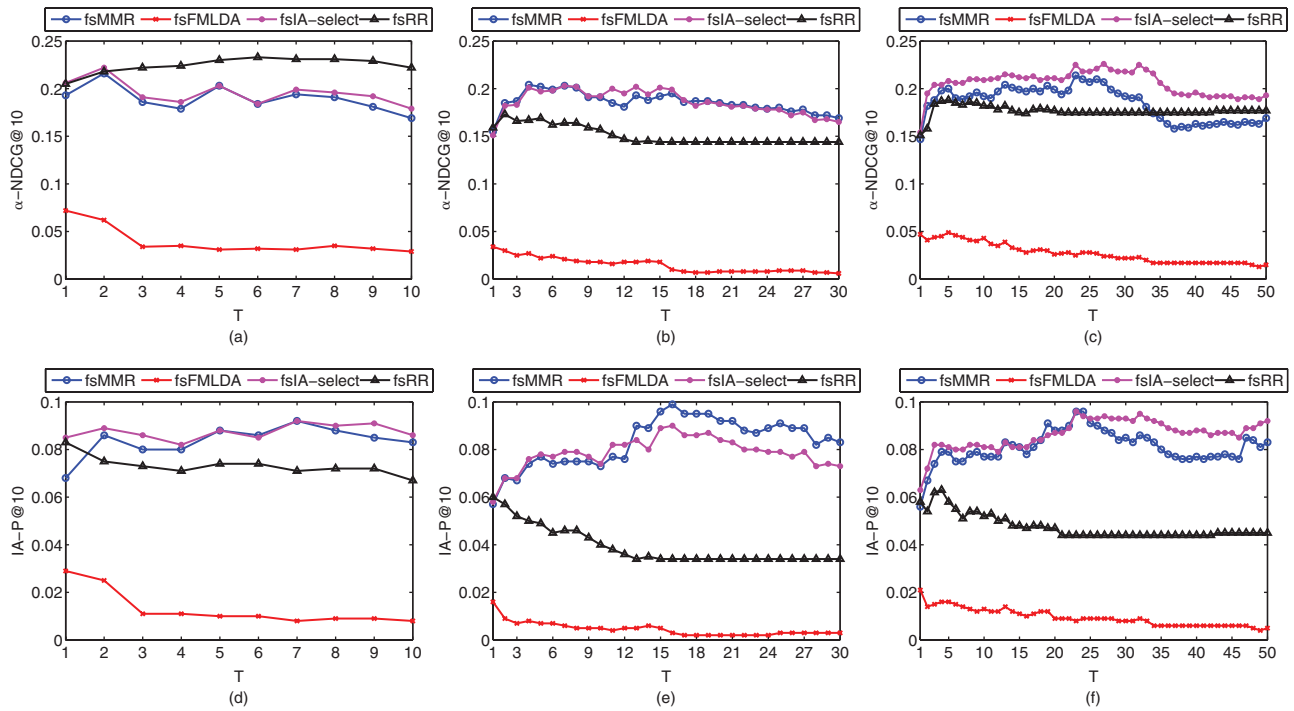 fsMMR fsFMLDA fsIA−select fsRR
0.25
0.2
0.15
0.1
0.05
0
α−NDCG@10
1 2 3 4 5 6 7 8 9 10
T
(a)
fsMMR fsFMLDA fsIA−select fsRR
0.25
0.2
0.15
0.1
0.05
0
α−NDCG@10
1 3 6 9 12 15 18 21 24 27 30
T
(b)
fsMMR fsFMLDA fsIA−select fsRR
0.25
0.2
0.15
0.1
0.05
0
α−NDCG@10
1 5 10 15 20 25 30 35 40 45 50
T
(c)
fsMMR fsFMLDA fsIA−select fsRR
0.1
0.08
0.06
0.04
0.02
0
IA−P@10
1 2 3 4 5 6 7 8 9 10
T
(d)
fsMMR fsFMLDA fsIA−select fsRR
0.1
0.08
0.06
0.04
0.02
0
IA−P@10
1 3 6 9 12 15 18 21 24 27 30
T
(e)
fsMMR fsFMLDA fsIA−select fsRR
0.1
0.08
0.06
0.04
0.02
0
IA−P@10
1 5 10 15 20 25 30 35 40 45 50
T
(f)